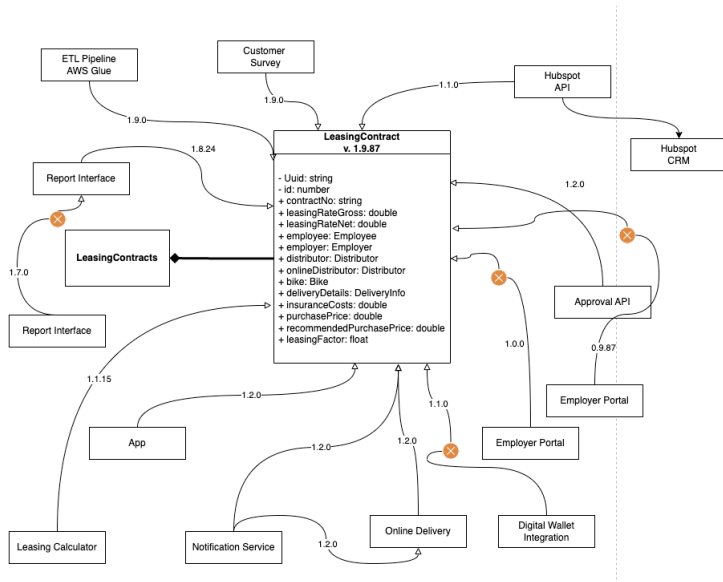 ETL Pipeline
AWS Glue
Customer
Survey
Hubspot
API
1.9.0
1.9.0
1.1.0
Hubspot
CRM
LeasingContract
v. 1.9.87
1.8.24
Report Interface
- Uuid: string
- id: number
+ contractNo: string
+ leasingRateGross: double
+ leasingRateNet: double
+ employee: Employee
+ employer: Employer
+ distributor: Distributor
+ onlineDistributor: Distributor
+ bike: Bike
+ deliveryDetails: DeliveryInfo
+ insuranceCosts: double
+ purchasePrice: double
+ recommendedPurchasePrice: double
+ leasingFactor: float
1.2.0
LeasingContracts
1.7.0
Approval API
Report Interface
1.0.0
0.9.87
1.1.15
Employer Portal
1.2.0
1.1.0
App
1.2.0
1.2.0
Employer Portal
Leasing Calculator
Notification Service
1.2.0
Online Delivery
Digital Wallet
Integration